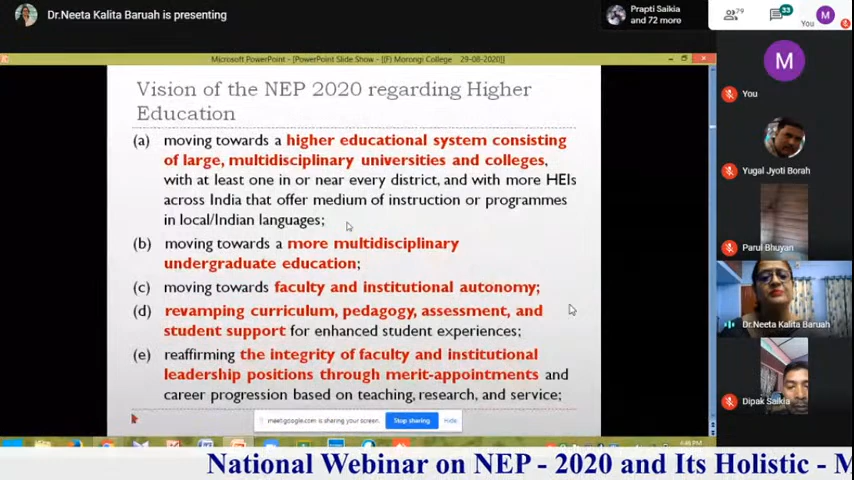 Dr.Neeta Kalita Baruah is presenting
Prapti Saikia
and 72 more
79
33
You
M
Microsoft PowerPoint - [PowerPoint Slide Show - [(F) Morongi College 29-08-2020]]
Vision of the NEP 2020 regarding Higher
Education
(a) moving towards a higher educational system consisting
of large, multidisciplinary universities and colleges,
with at least one in or near every district, and with more HEIs
across India that offer medium of instruction or programmes
in local/Indian languages;
(b) moving towards a more multidisciplinary
undergraduate education;
(c) moving towards faculty and institutional autonomy;
(d) revamping curriculum, pedagogy, assessment, and
student support for enhanced student experiences;
(e) reaffirming the integrity of faculty and institutional
leadership positions through merit-appointments and
career progression based on teaching, research, and service;
meet.google.com is sharing your screen.
Stop sharing
Hide
M
You
Yugal Jyoti Borah
Parul Bhuyan
Dr.Neeta Kalita Baruah
Dipak Saikia
National Webinar on NEP - 2020 and Its Holistic - M